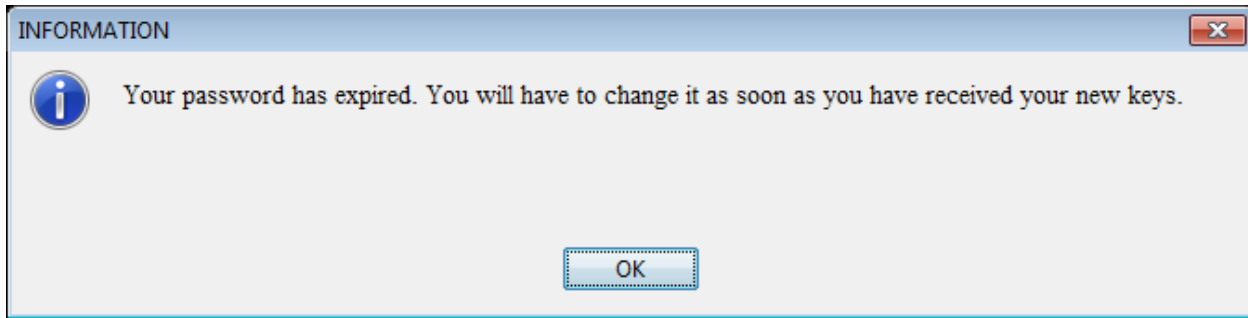 INFORMATION
Your password has expired. You will have to change it as soon as you have received your new keys.
OK